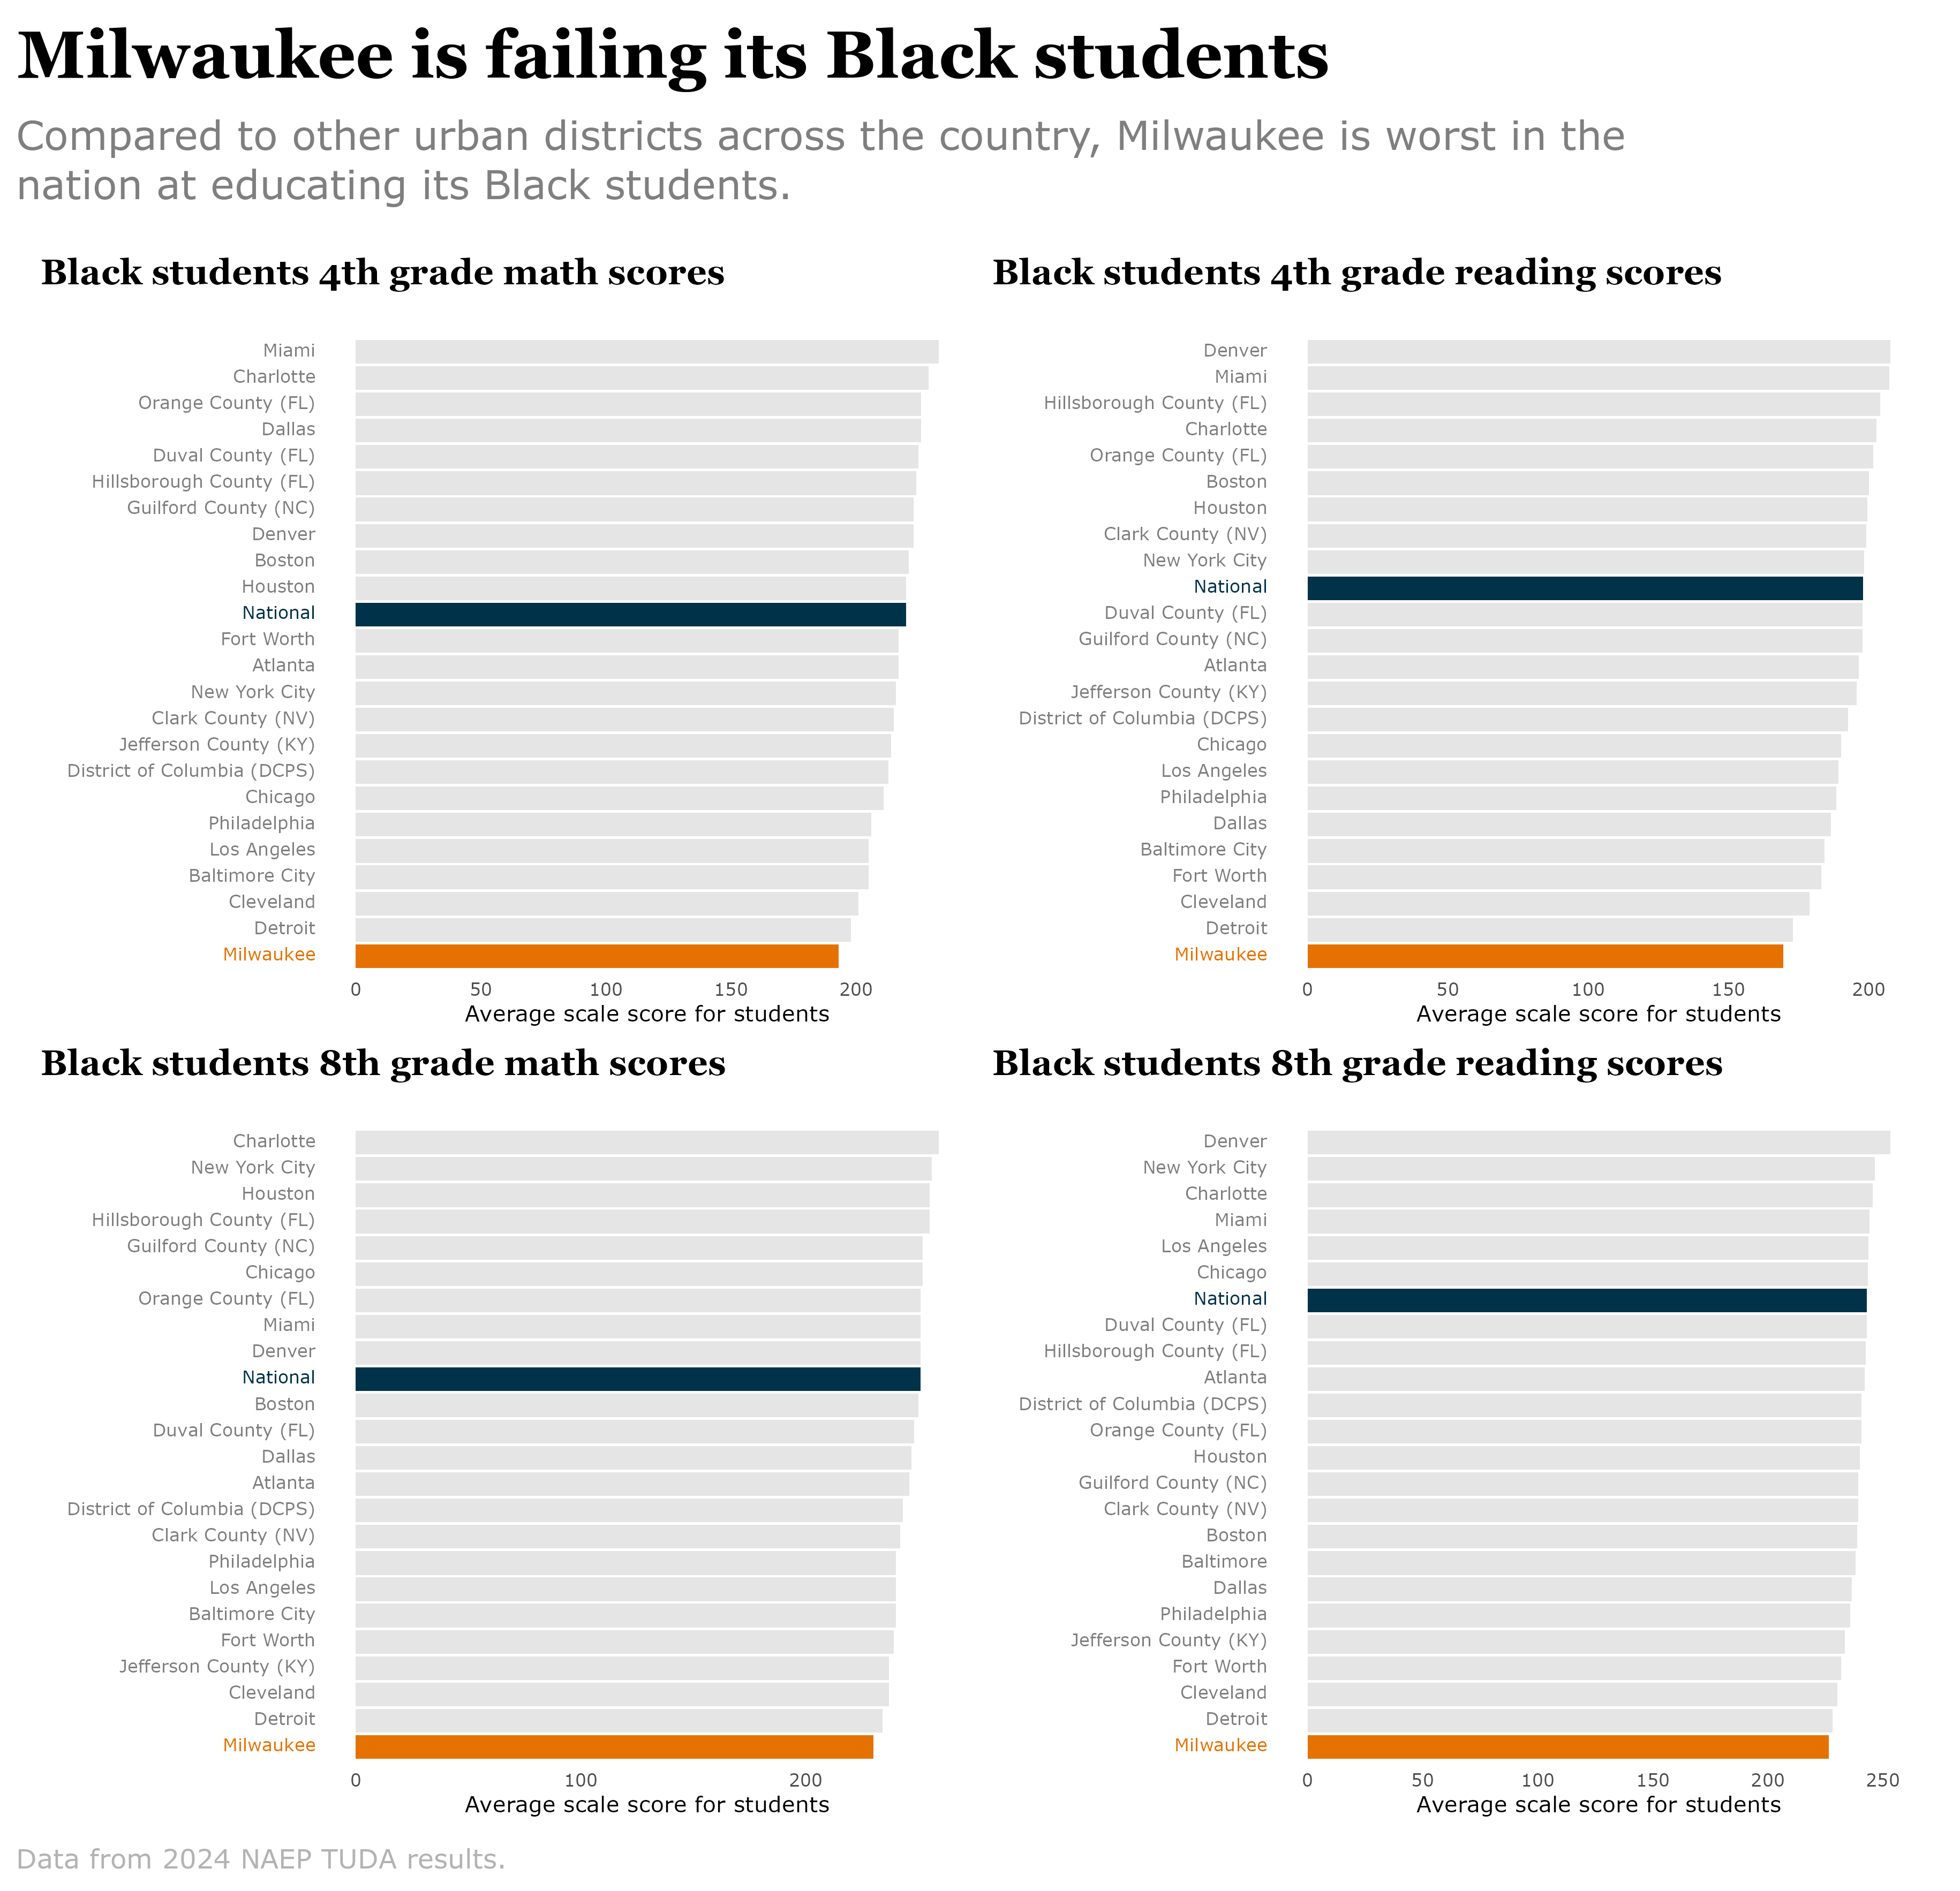 Milwaukee is failing its Black students
Compared to other urban districts across the country, Milwaukee is worst in the
nation at educating its Black students.
Black students 4th grade math scores
Miami
Charlotte
Orange County (FL)
Dallas
Duval County (FL)
Hillsborough County (FL)
Guilford County (NC)
Denver
Boston
Houston
National
Fort Worth
Atlanta
New York City
Clark County (NV)
Jefferson County (KY)
District of Columbia (DCPS)
Chicago
Philadelphia
Los Angeles
Baltimore City
Cleveland
Detroit
Milwaukee
0 50 100 150 200
Average scale score for students
Black students 4th grade reading scores
Denver
Miami
Hillsborough County (FL)
Charlotte
Orange County (FL)
Boston
Houston
Clark County (NV)
New York City
National
Duval County (FL)
Guilford County (NC)
Atlanta
Jefferson County (KY)
District of Columbia (DCPS)
Chicago
Los Angeles
Philadelphia
Dallas
Baltimore City
Fort Worth
Cleveland
Detroit
Milwaukee
0 50 100 150 200
Average scale score for students
Black students 8th grade math scores
Charlotte
New York City
Houston
Hillsborough County (FL)
Guilford County (NC)
Chicago
Orange County (FL)
Miami
Denver
National
Boston
Duval County (FL)
Dallas
Atlanta
District of Columbia (DCPS)
Clark County (NV)
Philadelphia
Los Angeles
Baltimore City
Fort Worth
Jefferson County (KY)
Cleveland
Detroit
Milwaukee
0 100 200
Average scale score for students
Black students 8th grade reading scores
Denver
New York City
Charlotte
Miami
Los Angeles
Chicago
National
Duval County (FL)
Hillsborough County (FL)
Atlanta
District of Columbia (DCPS)
Orange County (FL)
Houston
Guilford County (NC)
Clark County (NV)
Boston
Baltimore
Dallas
Philadelphia
Jefferson County (KY)
Fort Worth
Cleveland
Detroit
Milwaukee
0 50 100 150 200 250
Average scale score for students
Data from 2024 NAEP TUDA results.